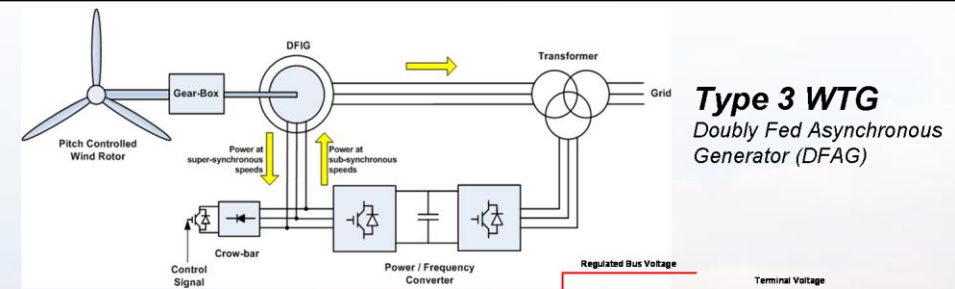 DFIG
Transformer
Gear-Box
Grid
Type 3 WTG
Doubly Fed Asynchronous
Generator (DFAG)
Pitch Controlled
Wind Rotor
Power at
super-synchronous
speeds
Power at
sub-synchronous
speeds
Crow-bar
Control
Signal
Power / Frequency
Converter
Regulated Bus Voltage
Terminal Voltage